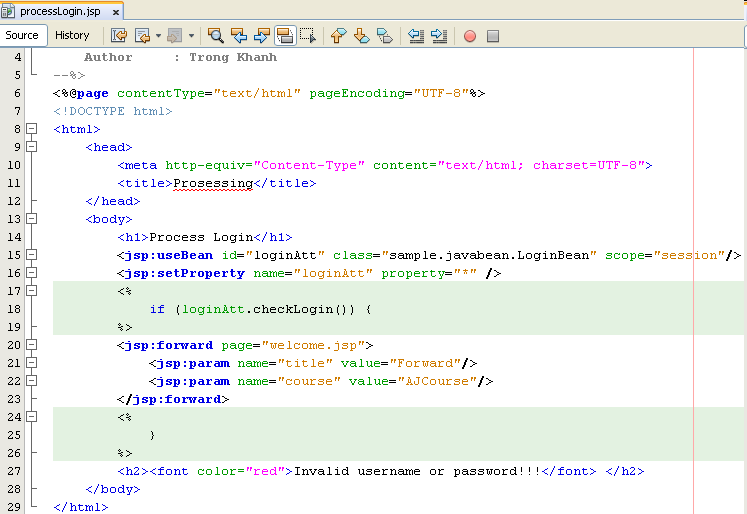 processLogin.jsp
Source History
4 Author : Trong Khanh
5 --%>
6 <%@page contentType="text/html" pageEncoding="UTF-8"%>
7 <!DOCTYPE html>
8 <html>
9 <head>
10 <meta http-equiv="Content-Type" content="text/html; charset=UTF-8">
11 <title>Prosessing</title>
12 </head>
13 <body>
14 <h1>Process Login</h1>
15 <jsp:useBean id="loginAtt" class="sample.javabean.LoginBean" scope="session"/>
16 <jsp:setProperty name="loginAtt" property="*" />
17 <%
18 if (loginAtt.checkLogin()) {
19 %>
20 <jsp:forward page="welcome.jsp">
21 <jsp:param name="title" value="Forward"/>
22 <jsp:param name="course" value="AJCourse"/>
23 </jsp:forward>
24 <%
25 }
26 %>
27 <h2><font color="red">Invalid username or password!!!</font> </h2>
28 </body>
29 </html>